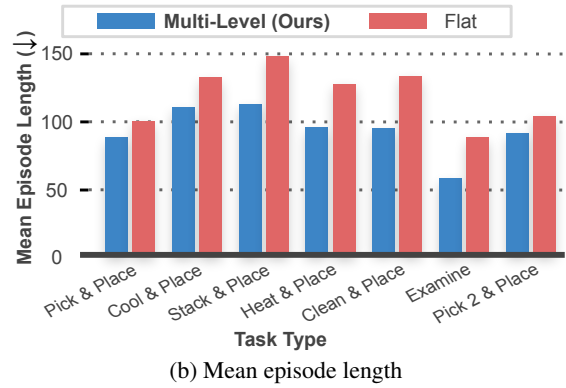 Multi-Level (Ours) Flat
Mean Episode Length (↓)
150
100
50
0
Pick & Place
Cool & Place
Stack & Place
Heat & Place
Clean & Place
Examine
Pick 2 & Place
Task Type
(b) Mean episode length